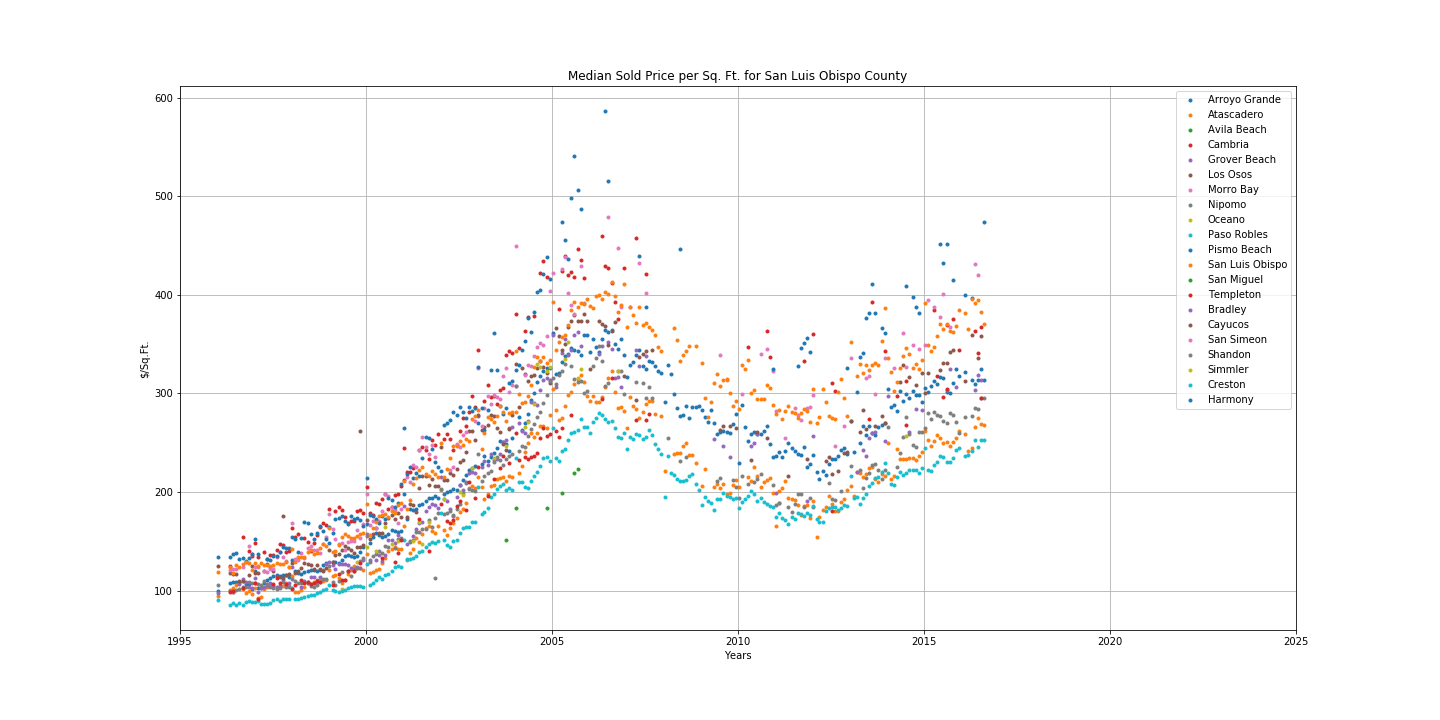 Median Sold Price per Sq. Ft. for San Luis Obispo County
600
500
400
300
200
100
$/Sq.Ft.
1995
2000
2005
2010
2015
2020
2025
Years
Arroyo Grande
Atascadero
Avila Beach
Cambria
Grover Beach
Los Osos
Morro Bay
Nipomo
Oceano
Paso Robles
Pismo Beach
San Luis Obispo
San Miguel
Templeton
Bradley
Cayucos
San Simeon
Shandon
Simmler
Creston
Harmony